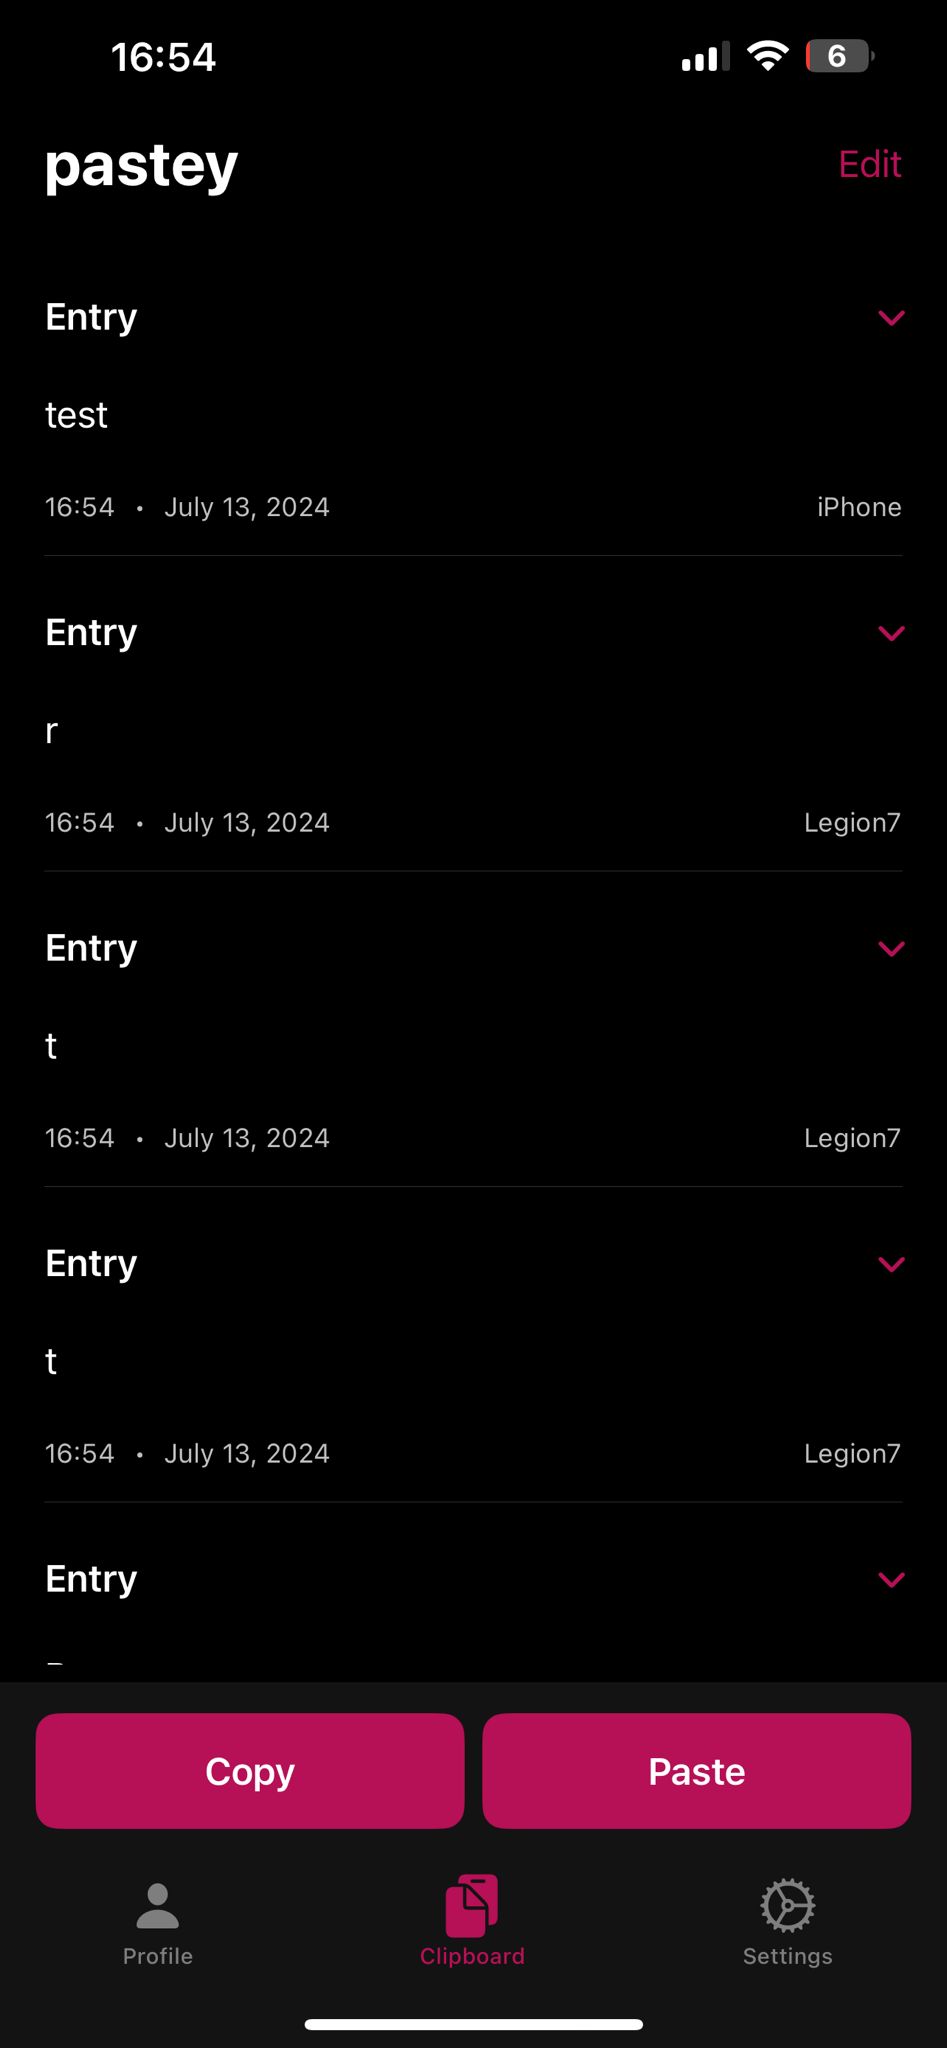 16:54 6
pastey Edit
Entry
test
16:54 • July 13, 2024 iPhone
Entry
r
16:54 • July 13, 2024 Legion7
Entry
t
16:54 • July 13, 2024 Legion7
Entry
t
16:54 • July 13, 2024 Legion7
Entry
Copy Paste
Profile Clipboard Settings